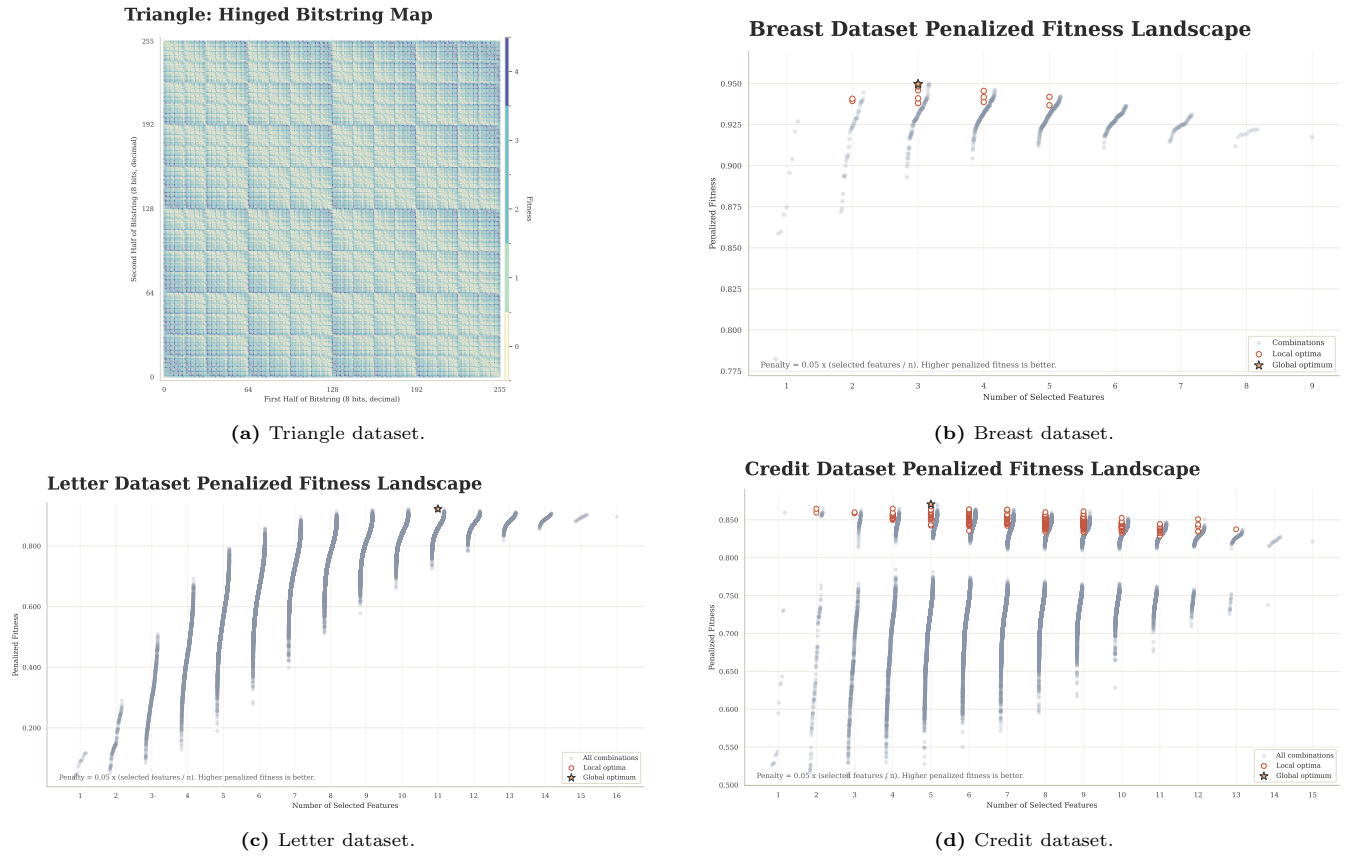 Triangle: Hinged Bitstring Map
255
192
128
64
0
0 64 128 192 255
Second Half of Bitstring (8 bits, decimal)
First Half of Bitstring (8 bits, decimal)
4
3
2
1
0
Fitness
(a) Triangle dataset.
Breast Dataset Penalized Fitness Landscape
0.950
0.925
0.900
0.875
0.850
0.825
0.800
0.775
Penalized Fitness
Combinations
Local optima
Global optimum
Penalty = 0.05 x (selected features / n). Higher penalized fitness is better.
1 2 3 4 5 6 7 8 9
Number of Selected Features
(b) Breast dataset.
Letter Dataset Penalized Fitness Landscape
0.800
0.600
0.400
0.200
Penalized Fitness
All combinations
Local optima
Global optimum
Penalty = 0.05 x (selected features / n). Higher penalized fitness is better.
1 2 3 4 5 6 7 8 9 10 11 12 13 14 15 16
Number of Selected Features
(c) Letter dataset.
Credit Dataset Penalized Fitness Landscape
0.850
0.800
0.750
0.700
0.650
0.600
0.550
0.500
Penalized Fitness
All combinations
Local optima
Global optimum
Penalty = 0.05 x (selected features / n). Higher penalized fitness is better.
1 2 3 4 5 6 7 8 9 10 11 12 13 14 15
Number of Selected Features
(d) Credit dataset.